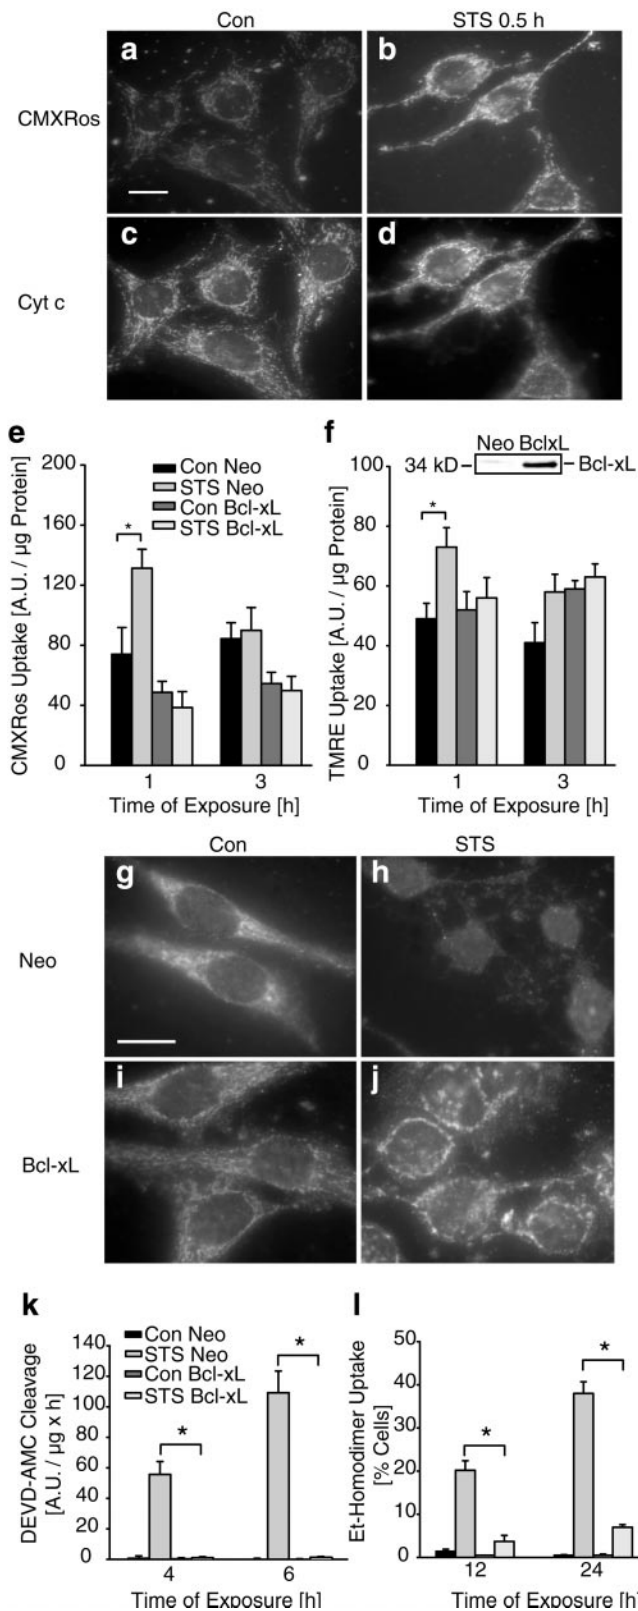 Con STS 0.5 h
a b
CMXRos
c d
Cyt c
e f
Neo BclxL
34 kD Bcl-xL
200
160
120
80
40
0
CMXRos Uptake [A.U. / µg Protein]
Con Neo
STS Neo
Con Bcl-xL
STS Bcl-xL
*
1 3
Time of Exposure [h]
100
80
60
40
20
0
TMRE Uptake [A.U. / µg Protein]
*
1 3
Time of Exposure [h]
Con STS
g h
Neo
i j
Bcl-xL
k l
140
120
100
80
60
40
20
0
DEVD-AMC Cleavage
[A.U. / µg x h]
Con Neo
STS Neo
Con Bcl-xL
STS Bcl-xL
* *
4 6
Time of Exposure [h]
50
40
30
20
10
0
Et-Homodimer Uptake
[% Cells]
* *
12 24
Time of Exposure [h]